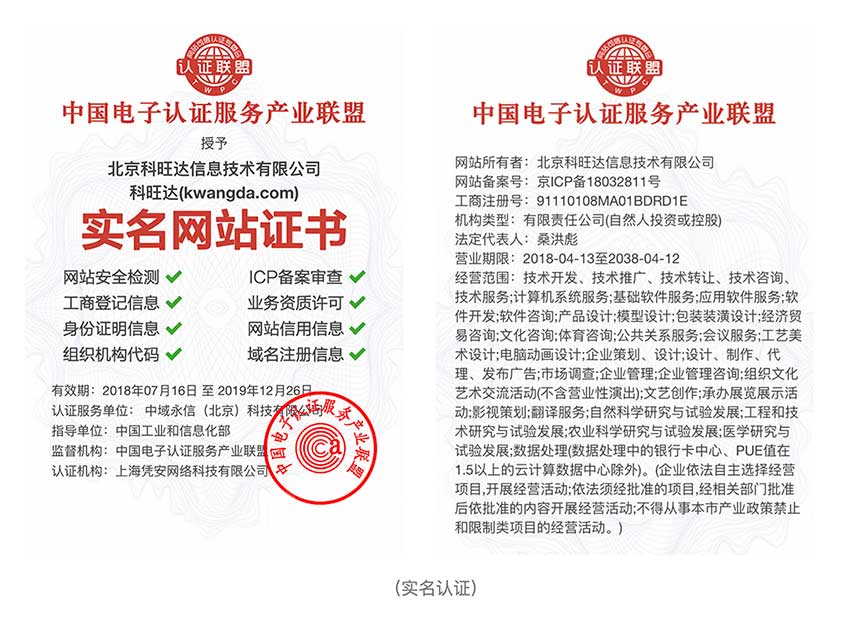 网站可信认证专委会
认证联盟
TWPC
中国电子认证服务产业联盟
授予
北京科旺达信息技术有限公司
科旺达(kwangda.com)
实名网站证书
网站安全检测
ICP备案审查
工商登记信息
业务资质许可
身份证明信息
网站信用信息
组织机构代码
域名注册信息
有效期：2018年07月16日 至 2019年12月26日
认证服务单位： 中域永信（北京）科技有限公司
指导单位：中国工业和信息化部
监督机构：中国电子认证服务产业联盟
认证机构：上海凭安网络科技有限公司
中国电子认证服务产业联盟
ca
认证联盟
TWPC
中国电子认证服务产业联盟
网站所有者：北京科旺达信息技术有限公司
网站备案号：京ICP备18032811号
工商注册号：91110108MA01BDRD1E
机构类型：有限责任公司(自然人投资或控股)
法定代表人：桑洪彪
营业期限：2018-04-13至2038-04-12
经营范围：技术开发、技术推广、技术转让、技术咨询、
技术服务;计算机系统服务;基础软件服务;应用软件服务;软
件开发;软件咨询;产品设计;模型设计;包装装潢设计;经济贸
易咨询;文化咨询;体育咨询;公共关系服务;会议服务;工艺美
术设计;电脑动画设计;企业策划、设计;设计、制作、代
理、发布广告;市场调查;企业管理;企业管理咨询;组织文化
艺术交流活动(不含营业性演出);文艺创作;承办展览展示活
动;影视策划;翻译服务;自然科学研究与试验发展;工程和技
术研究与试验发展;农业科学研究与试验发展;医学研究与
试验发展;数据处理(数据处理中的银行卡中心、PUE值在
1.5以上的云计算数据中心除外)。(企业依法自主选择经营
项目,开展经营活动;依法须经批准的项目,经相关部门批准
后依批准的内容开展经营活动;不得从事本市产业政策禁止
和限制类项目的经营活动。)
(实名认证)